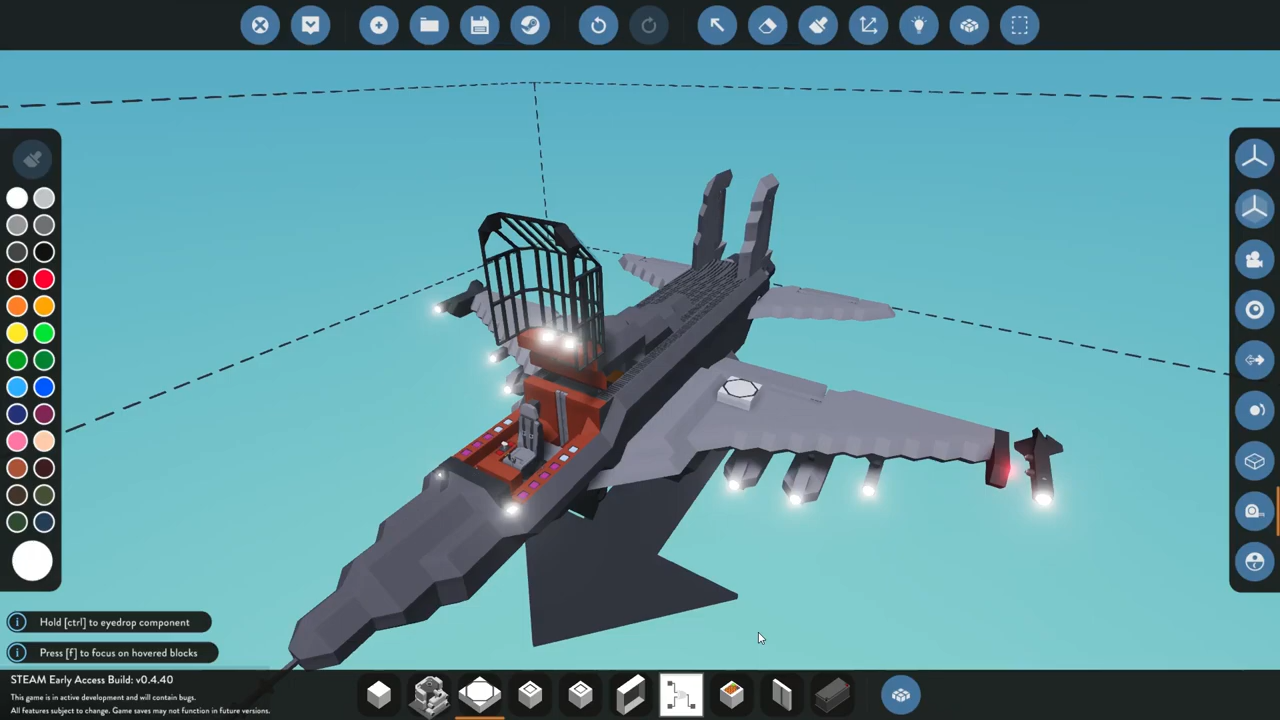 Hold [ctrl] to eyedrop component
Press [f] to focus on hovered blocks
STEAM Early Access Build: v0.4.40
This game is in active development and will contain bugs.
All features subject to change. Game saves may not function in future versions.